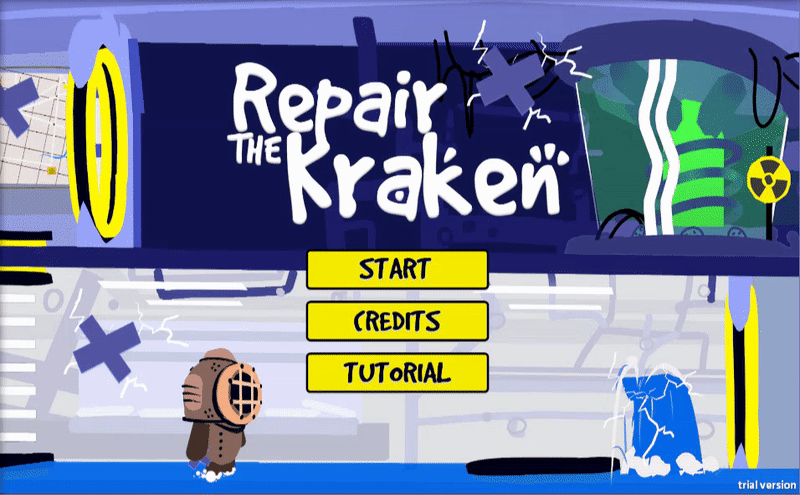 Repair
THE Kraken
START
CREDITS
TUTORIAL
trial version